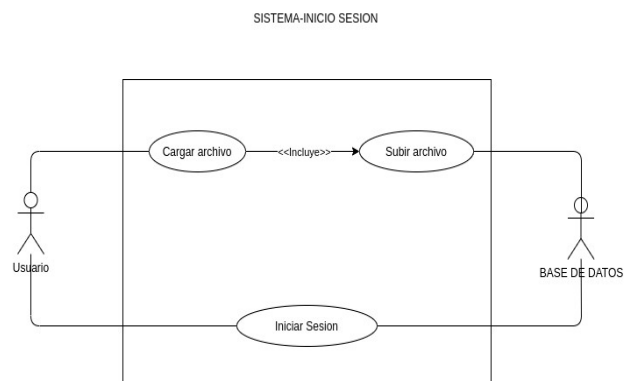 SISTEMA-INICIO SESION
Cargar archivo
<<Incluye>>
Subir archivo
Usuario
BASE DE DATOS
Iniciar Sesion